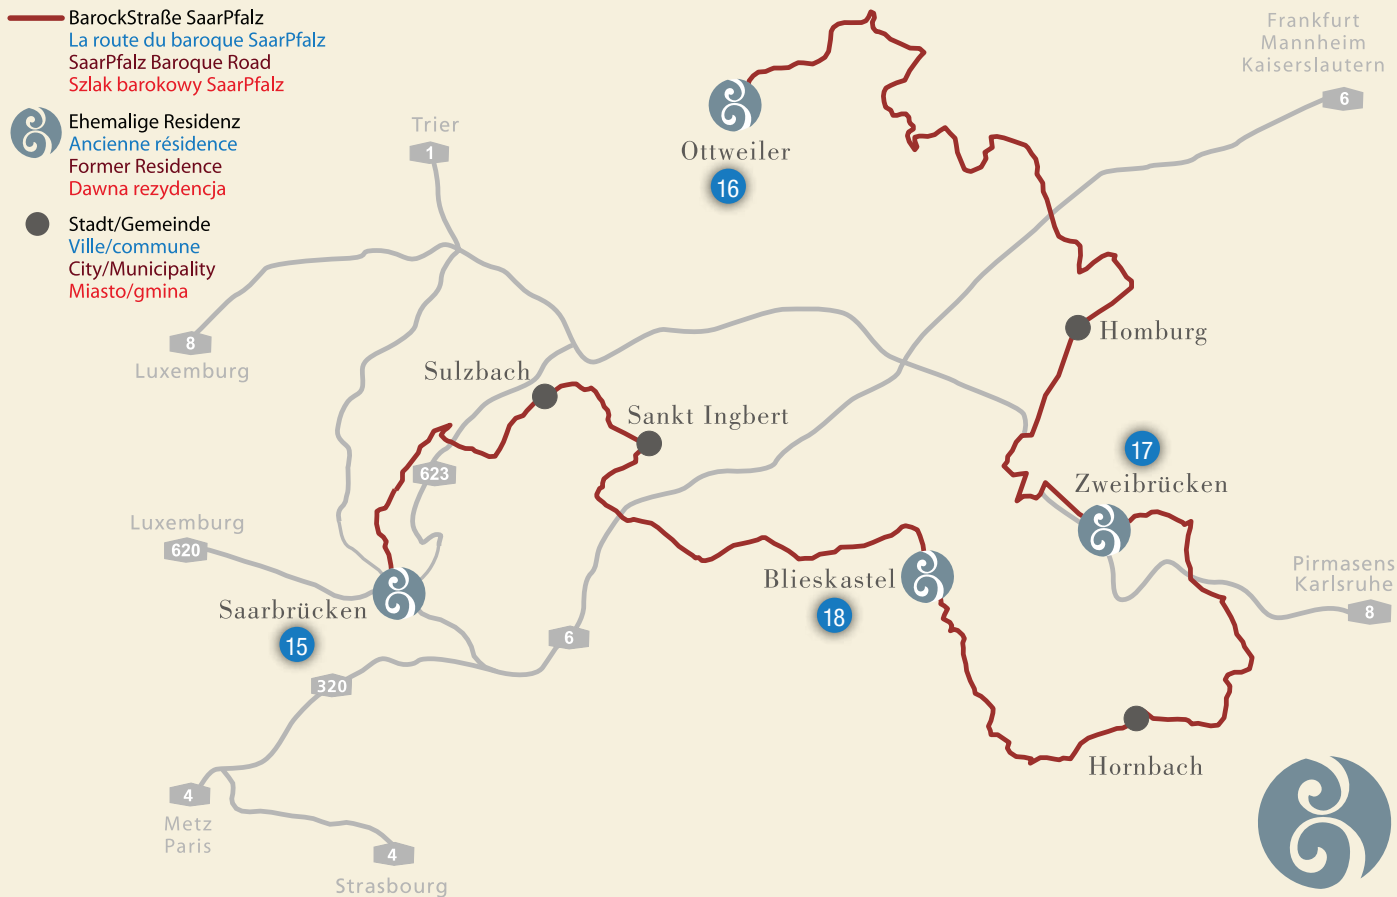 BarockStraße SaarPfalz
La route du baroque SaarPfalz
SaarPfalz Baroque Road
Szlak barokowy SaarPfalz
Ehemalige Residenz
Ancienne résidence
Former Residence
Dawna rezydencja
Stadt/Gemeinde
Ville/commune
City/Municipality
Miasto/gmina
Frankfurt
Mannheim
Kaiserslautern
6
Trier
1
Ottweiler
16
8
Luxemburg
Homburg
Sulzbach
Sankt Ingbert
17
Zweibrücken
623
Luxemburg
620
Saarbrücken
15
Blieskastel
18
Pirmasens
Karlsruhe
8
6
320
Hornbach
4
Metz
Paris
4
Strasbourg